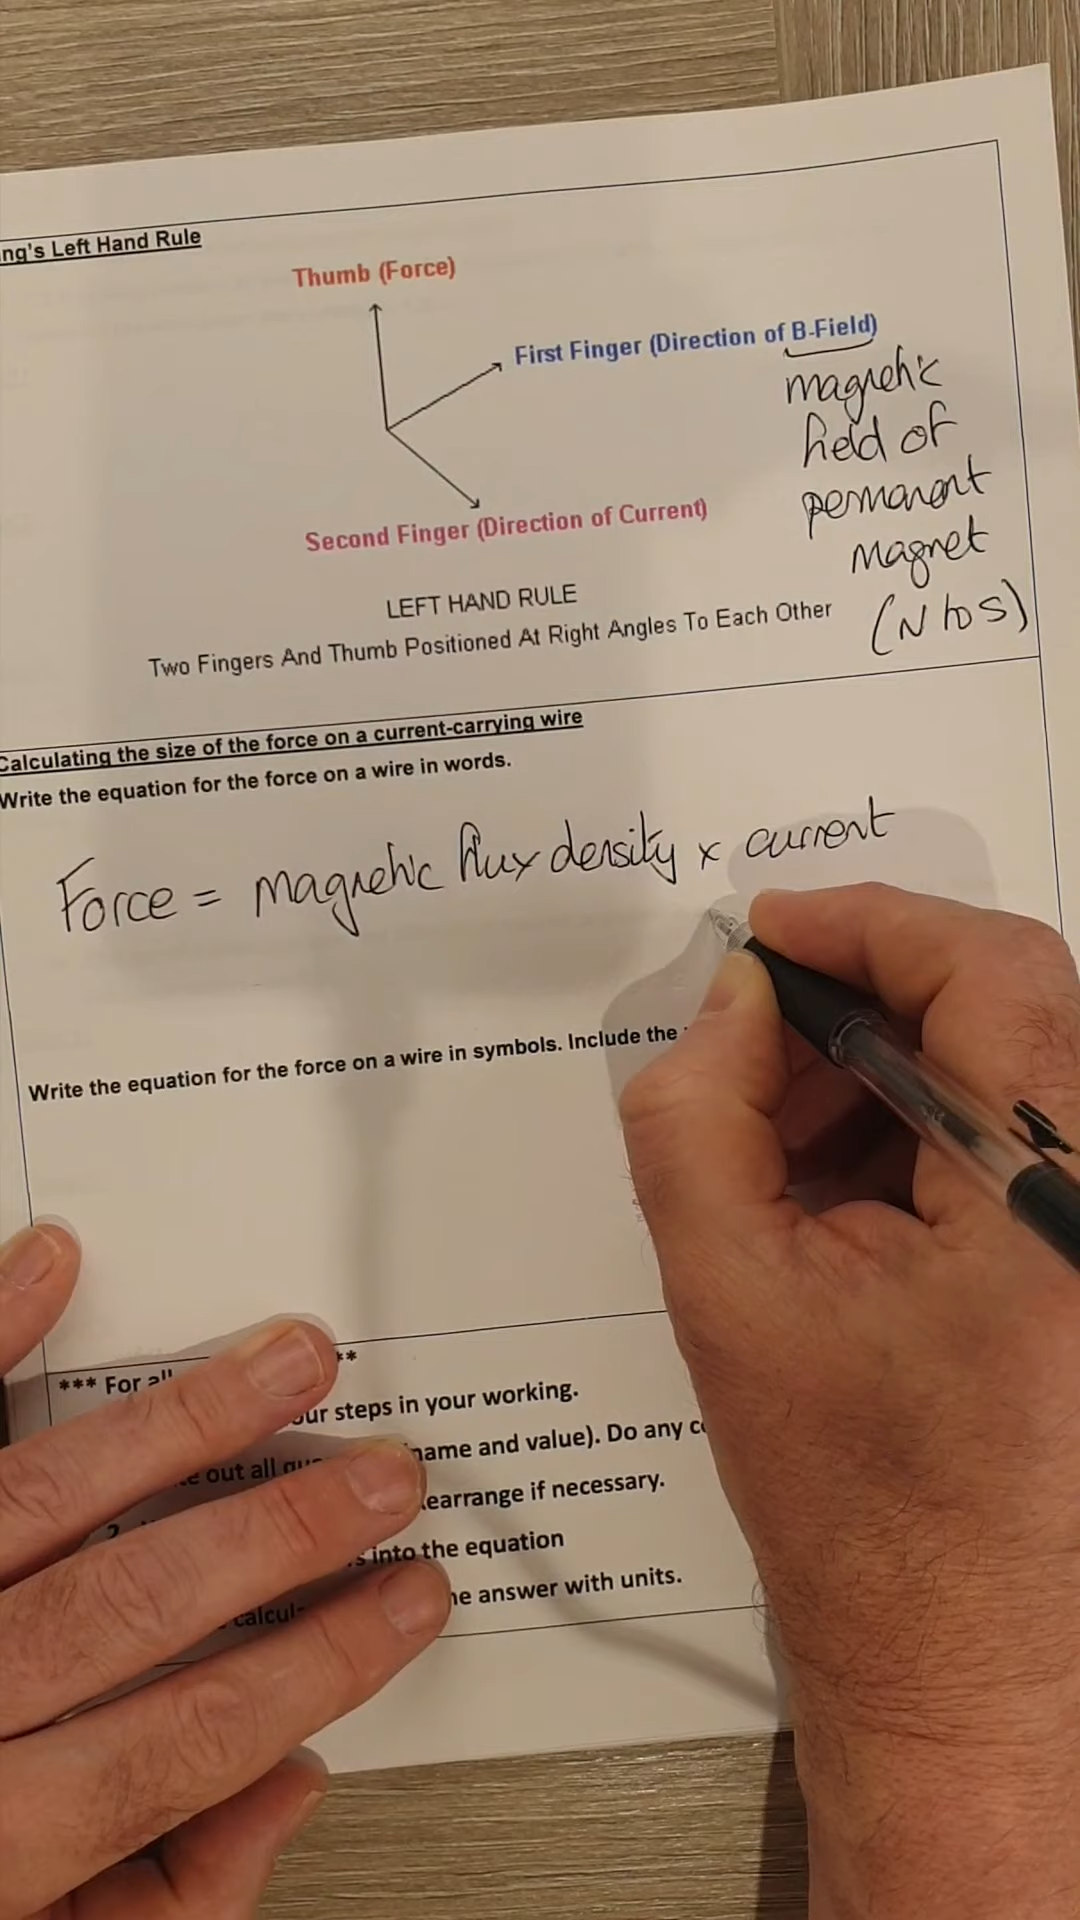 ng's Left Hand Rule
Thumb (Force)
First Finger (Direction of B-Field)
magnetic
field of
permanent
magnet
(N to S)
Second Finger (Direction of Current)
LEFT HAND RULE
Two Fingers And Thumb Positioned At Right Angles To Each Other
Calculating the size of the force on a current-carrying wire
Write the equation for the force on a wire in words.
Force = magnetic flux density x current
Write the equation for the force on a wire in symbols. Include the
*** For all **
our steps in your working.
out all name and value). Do any
2. Rearrange if necessary.
into the equation
answer with units.